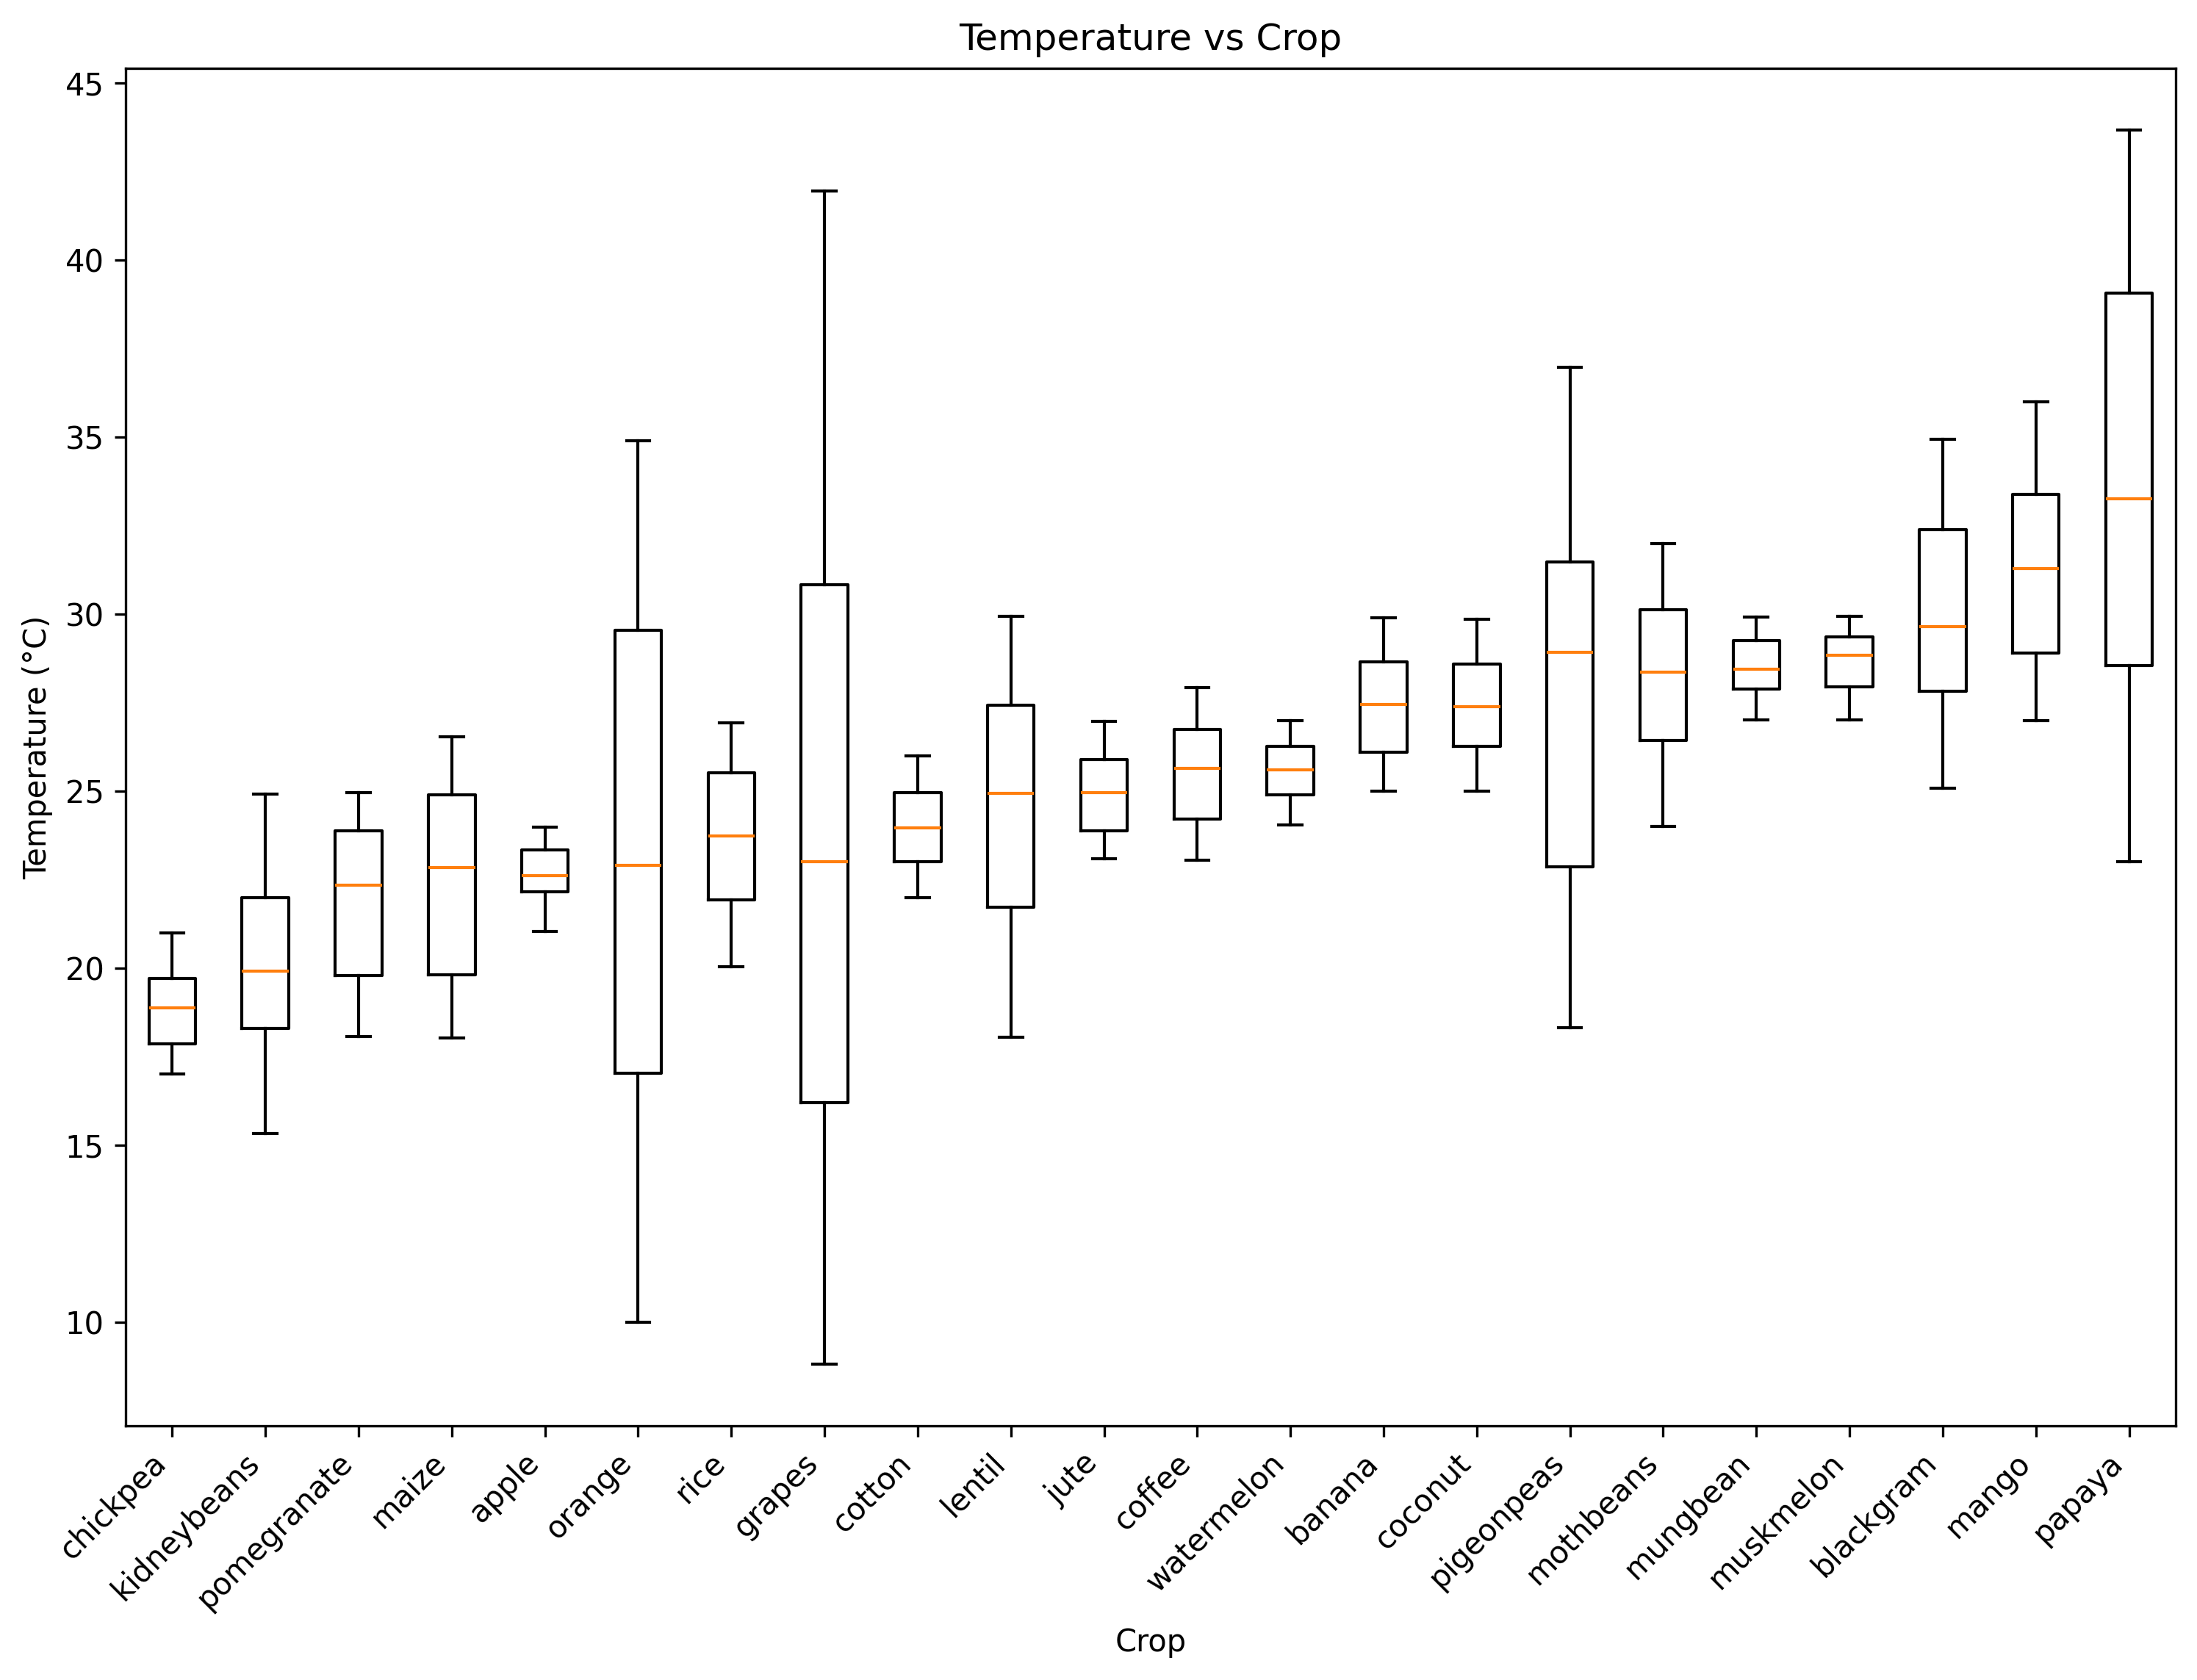 Temperature vs Crop
Temperature (°C)
45
40
35
30
25
20
15
10
chickpea
kidneybeans
pomegranate
maize
apple
orange
rice
grapes
cotton
lentil
jute
coffee
watermelon
banana
coconut
pigeonpeas
mothbeans
mungbean
muskmelon
blackgram
mango
papaya
Crop